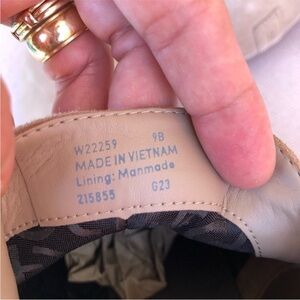 W22259 9B
MADE IN VIETNAM
Lining: Manmade
215855 G23